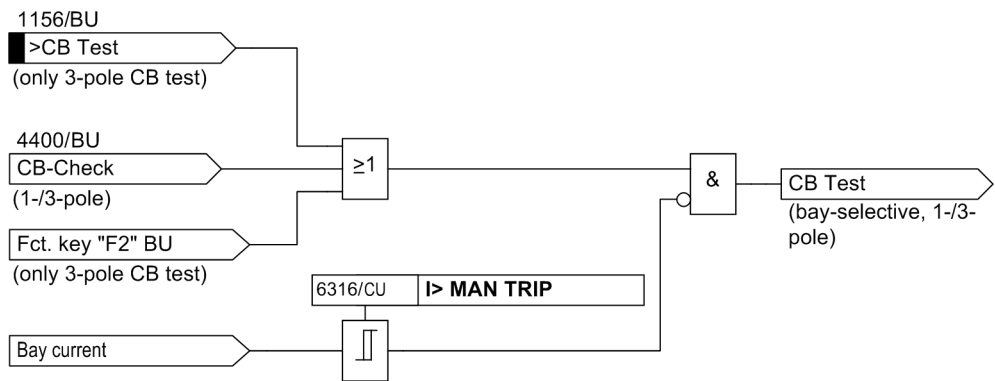 1156/BU
>CB Test
(only 3-pole CB test)
4400/BU
CB-Check
(1-/3-pole)
≥1
&
CB Test
(bay-selective, 1-/3-
pole)
Fct. key "F2" BU
(only 3-pole CB test)
6316/CU I> MAN TRIP
Bay current